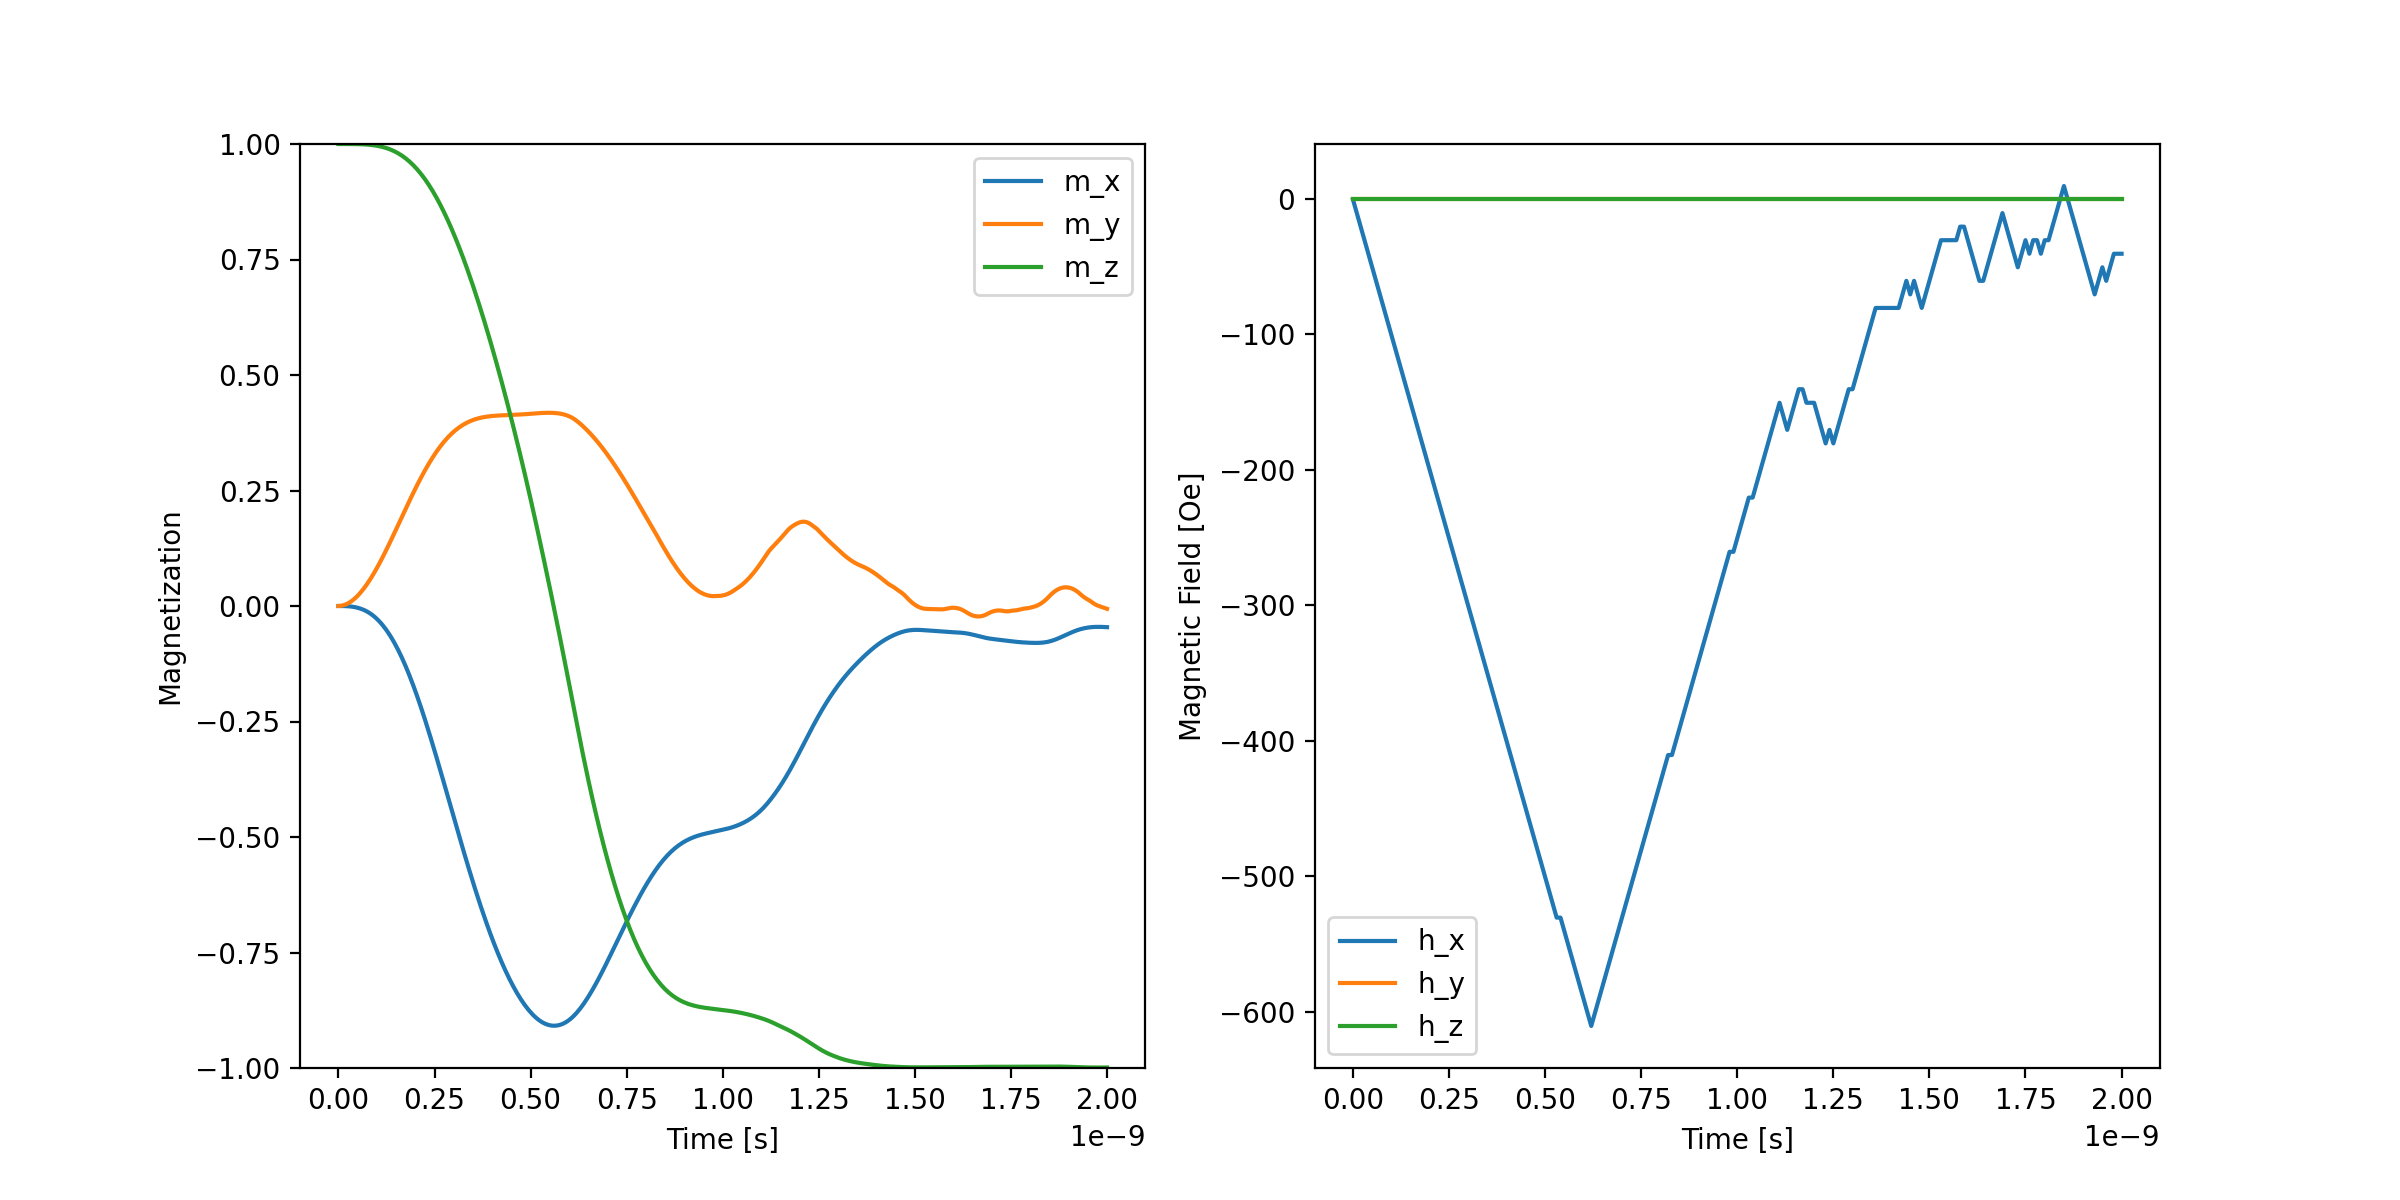 1.00
0.75
0.50
0.25
0.00
−0.25
−0.50
−0.75
−1.00
Magnetization
m_x
m_y
m_z
0.00 0.25 0.50 0.75 1.00 1.25 1.50 1.75 2.00
Time [s]
1e−9
0
−100
−200
−300
−400
−500
−600
Magnetic Field [Oe]
h_x
h_y
h_z
0.00 0.25 0.50 0.75 1.00 1.25 1.50 1.75 2.00
Time [s]
1e−9